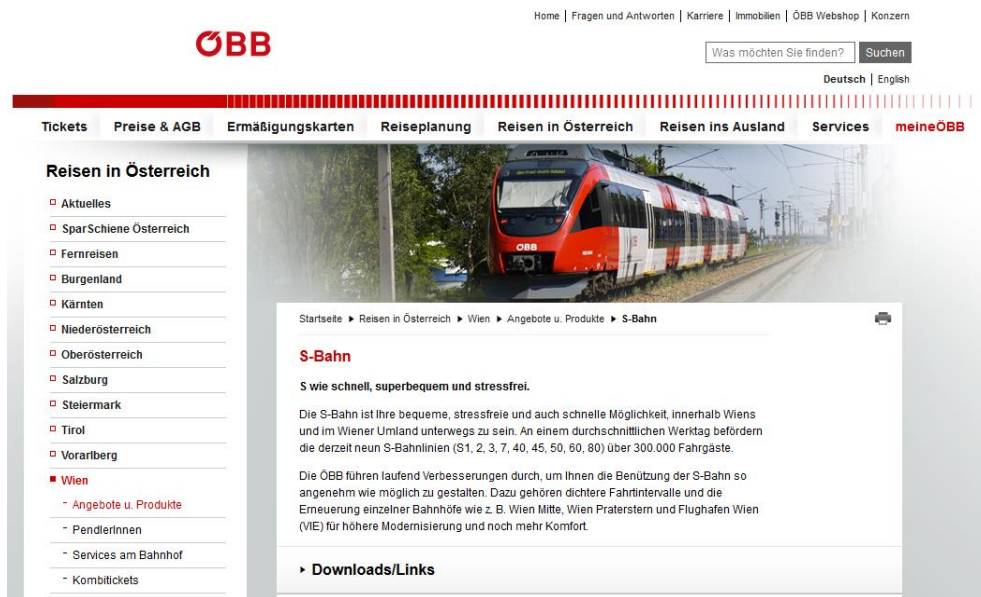 Home | Fragen und Antworten | Karriere | Immobilien | ÖBB Webshop | Konzern
ÖBB
Was möchten Sie finden? Suchen
Deutsch | English
Tickets Preise & AGB Ermäßigungskarten Reiseplanung Reisen in Österreich Reisen ins Ausland Services meineÖBB
Reisen in Österreich
Aktuelles
SparSchiene Österreich
Fernreisen
Burgenland
Kärnten
Niederösterreich
Oberösterreich
Salzburg
Steiermark
Tirol
Vorarlberg
Wien
- Angebote u. Produkte
- PendlerInnen
- Services am Bahnhof
- Kombitickets
ÖBB
Startseite ▶ Reisen in Österreich ▶ Wien ▶ Angebote u. Produkte ▶ S-Bahn
S-Bahn
S wie schnell, superbequem und stressfrei.
Die S-Bahn ist Ihre bequeme, stressfreie und auch schnelle Möglichkeit, innerhalb Wiens
und im Wiener Umland unterwegs zu sein. An einem durchschnittlichen Werktag befördern
die derzeit neun S-Bahnlinien (S1, 2, 3, 7, 40, 45, 50, 60, 80) über 300.000 Fahrgäste.
Die ÖBB führen laufend Verbesserungen durch, um Ihnen die Benützung der S-Bahn so
angenehm wie möglich zu gestalten. Dazu gehören dichtere Fahrtintervalle und die
Erneuerung einzelner Bahnhöfe wie z. B. Wien Mitte, Wien Praterstern und Flughafen Wien
(VIE) für höhere Modernisierung und noch mehr Komfort.
▸ Downloads/Links